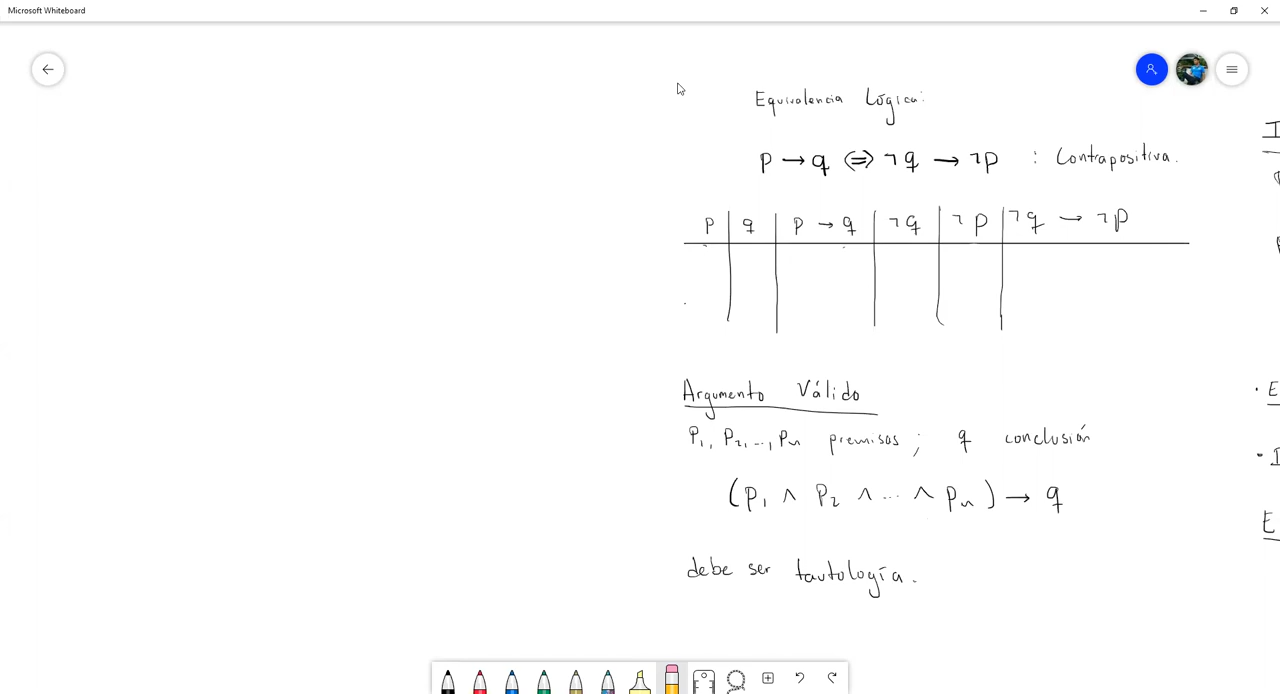 Microsoft Whiteboard
Equivalencia Lógica:
p → q ⇔ ¬q → ¬p : Contrapositiva.
p | q | p → q | ¬q | ¬p | ¬q → ¬p
Argumento Válido
P₁, P₂, ..., Pₙ premisas ; q conclusión
(p₁ ∧ p₂ ∧ ... ∧ pₙ) → q
debe ser tautología.